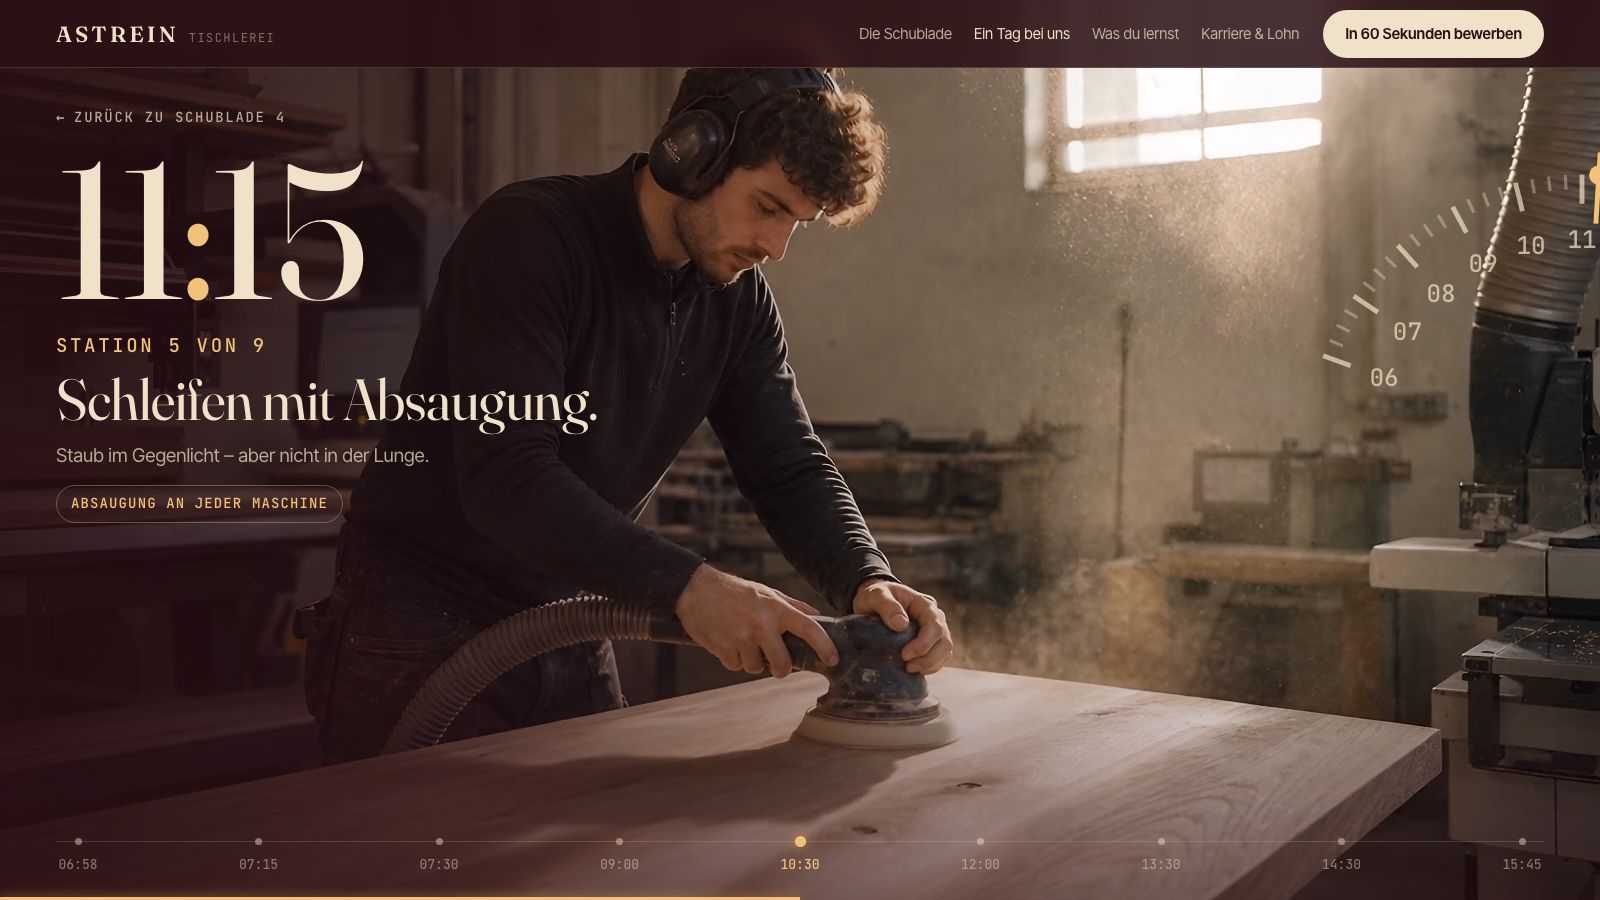 ASTREIN TISCHLEREI
Die Schublade Ein Tag bei uns Was du lernst Karriere & Lohn In 60 Sekunden bewerben
← ZURÜCK ZU SCHUBLADE 4
11:15
STATION 5 VON 9
Schleifen mit Absaugung.
Staub im Gegenlicht – aber nicht in der Lunge.
ABSAUGUNG AN JEDER MASCHINE
06 07 08 09 10 11
06:58 07:15 07:30 09:00 10:30 12:00 13:30 14:30 15:45